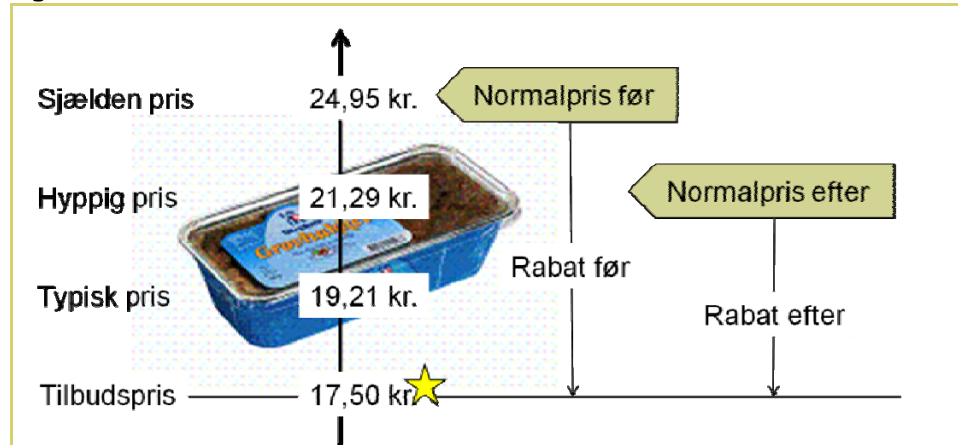 Sjælden pris 24,95 kr. Normalpris før
Hyppig pris 21,29 kr. Normalpris efter
Rabat før
Typisk pris 19,21 kr.
Rabat efter
Tilbudspris 17,50 kr.